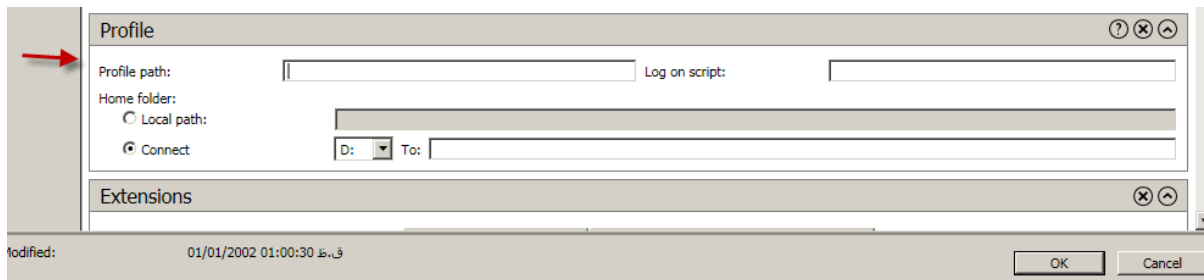 Profile
Profile path: Log on script:
Home folder:
Local path:
Connect D: To:
Extensions
Modified: 01/01/2002 01:00:30 ق.ظ
OK Cancel